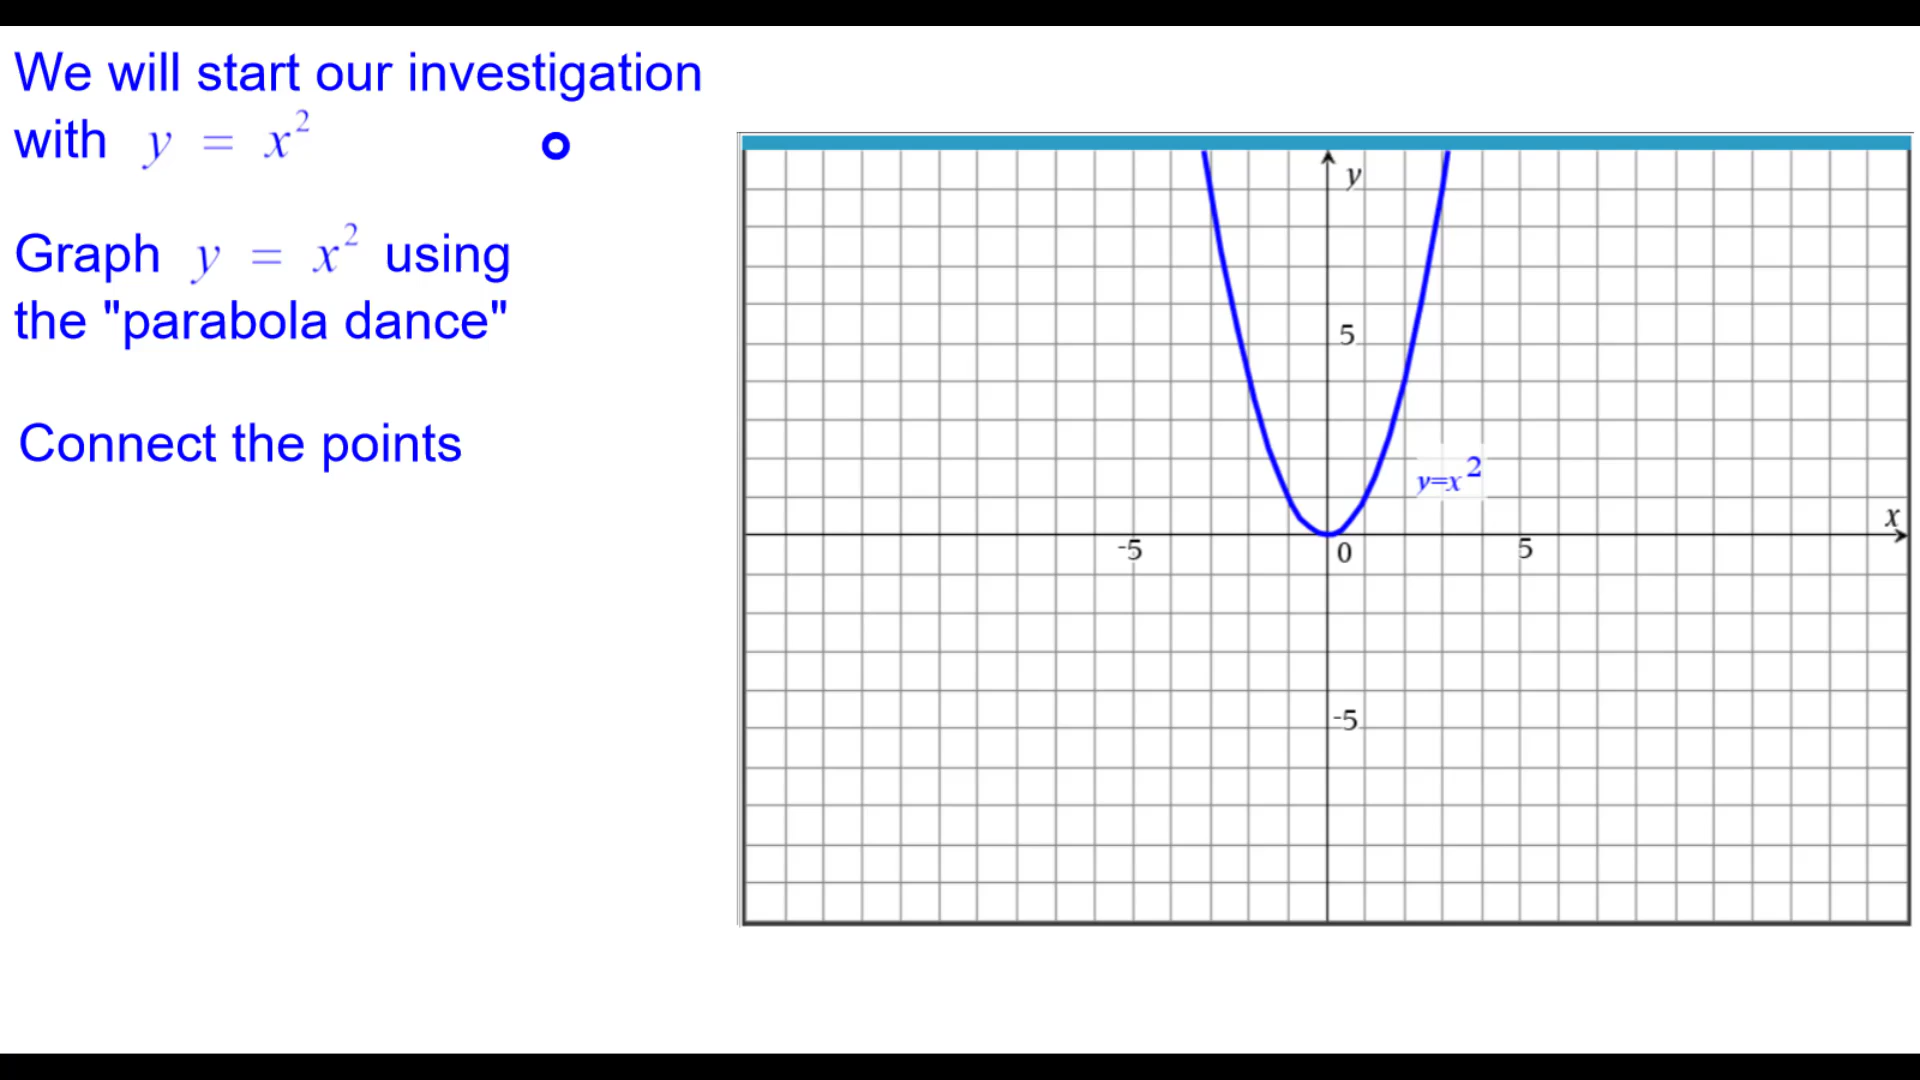 We will start our investigation
with y = x²
Graph y = x² using
the "parabola dance"
Connect the points
y
5
y=x²
x
-5
0
5
-5